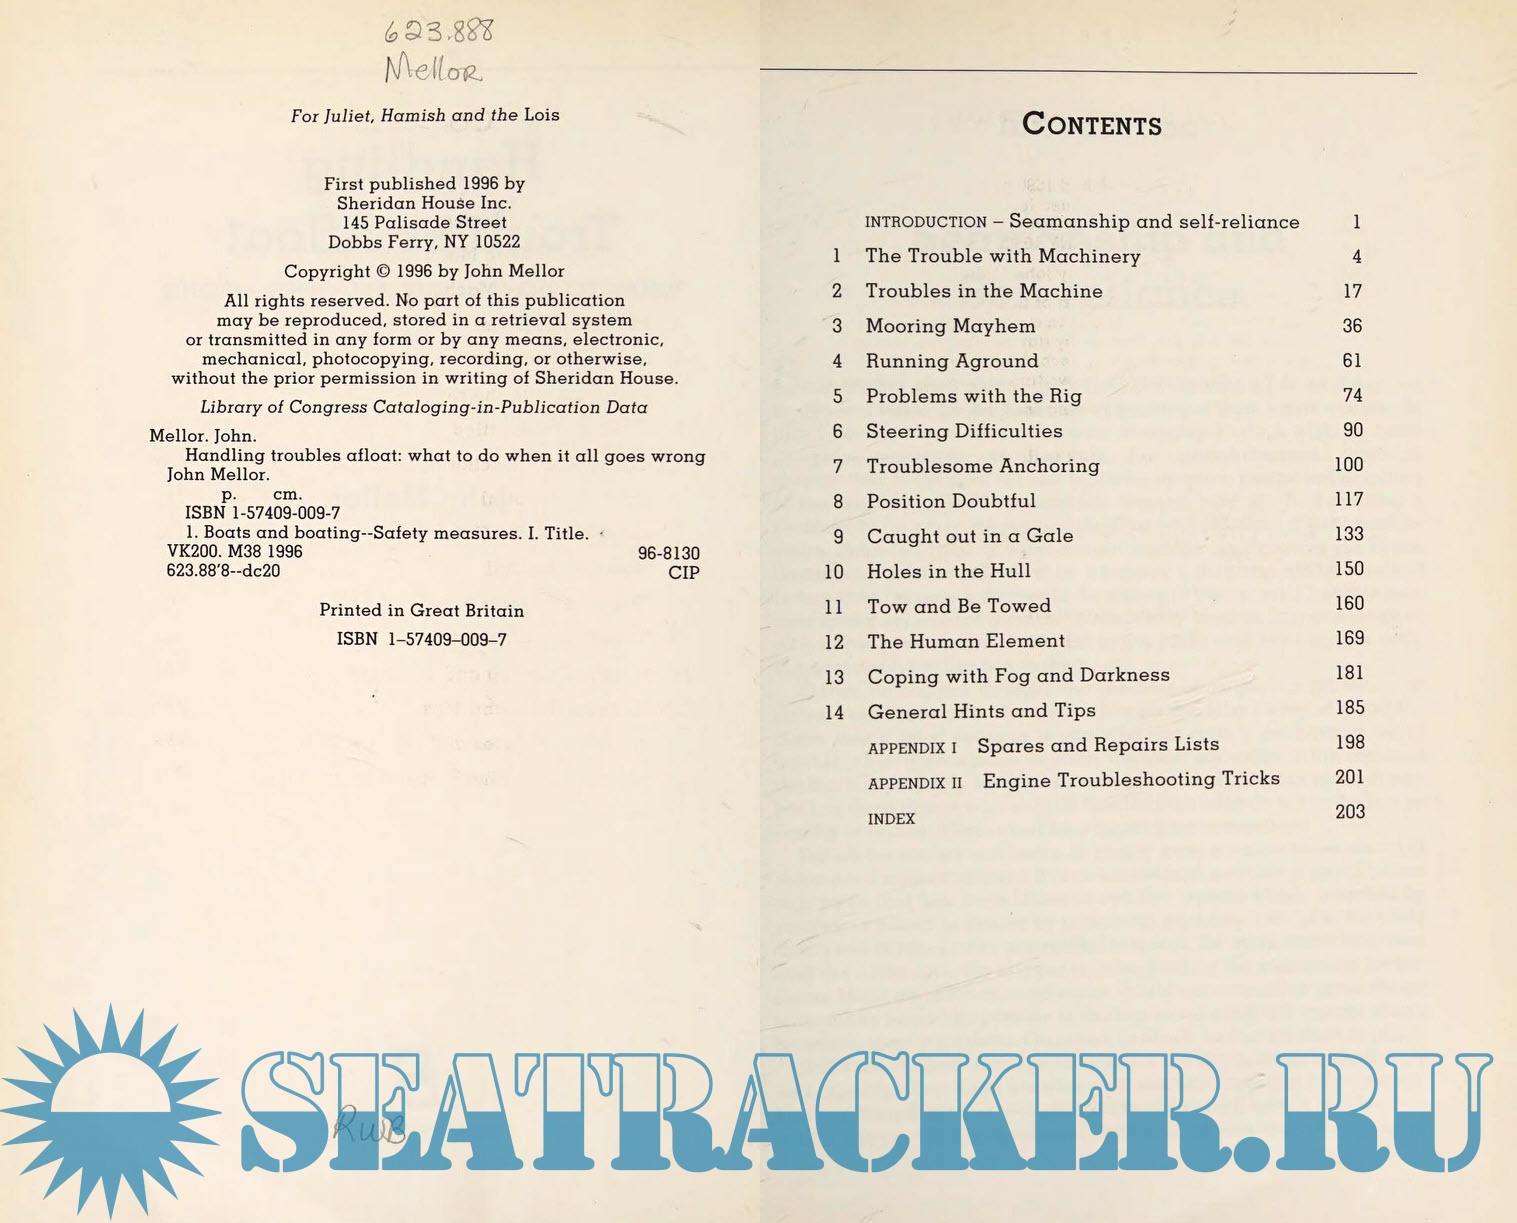 623.888
Mellor
For Juliet, Hamish and the Lois
First published 1996 by
Sheridan House Inc.
145 Palisade Street
Dobbs Ferry, NY 10522
Copyright © 1996 by John Mellor
All rights reserved. No part of this publication
may be reproduced, stored in a retrieval system
or transmitted in any form or by any means, electronic,
mechanical, photocopying, recording, or otherwise,
without the prior permission in writing of Sheridan House.
Library of Congress Cataloging-in-Publication Data
Mellor. John.
Handling troubles afloat: what to do when it all goes wrong
John Mellor.
p. cm.
ISBN 1-57409-009-7
1. Boats and boating--Safety measures. I. Title.
VK200. M38 1996 96-8130
623.88'8--dc20 CIP
Printed in Great Britain
ISBN 1–57409–009–7
RWB
CONTENTS
INTRODUCTION – Seamanship and self-reliance 1
1 The Trouble with Machinery 4
2 Troubles in the Machine 17
3 Mooring Mayhem 36
4 Running Aground 61
5 Problems with the Rig 74
6 Steering Difficulties 90
7 Troublesome Anchoring 100
8 Position Doubtful 117
9 Caught out in a Gale 133
10 Holes in the Hull 150
11 Tow and Be Towed 160
12 The Human Element 169
13 Coping with Fog and Darkness 181
14 General Hints and Tips 185
APPENDIX I Spares and Repairs Lists 198
APPENDIX II Engine Troubleshooting Tricks 201
INDEX 203
SEATRACKER.RU